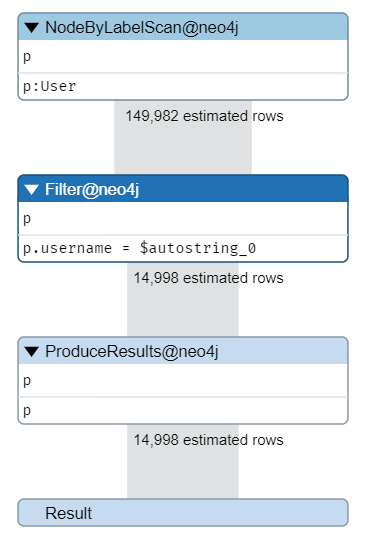 NodeByLabelScan@neo4j
p
p:User
149,982 estimated rows
Filter@neo4j
p
p.username = $autostring_0
14,998 estimated rows
ProduceResults@neo4j
p
p
14,998 estimated rows
Result